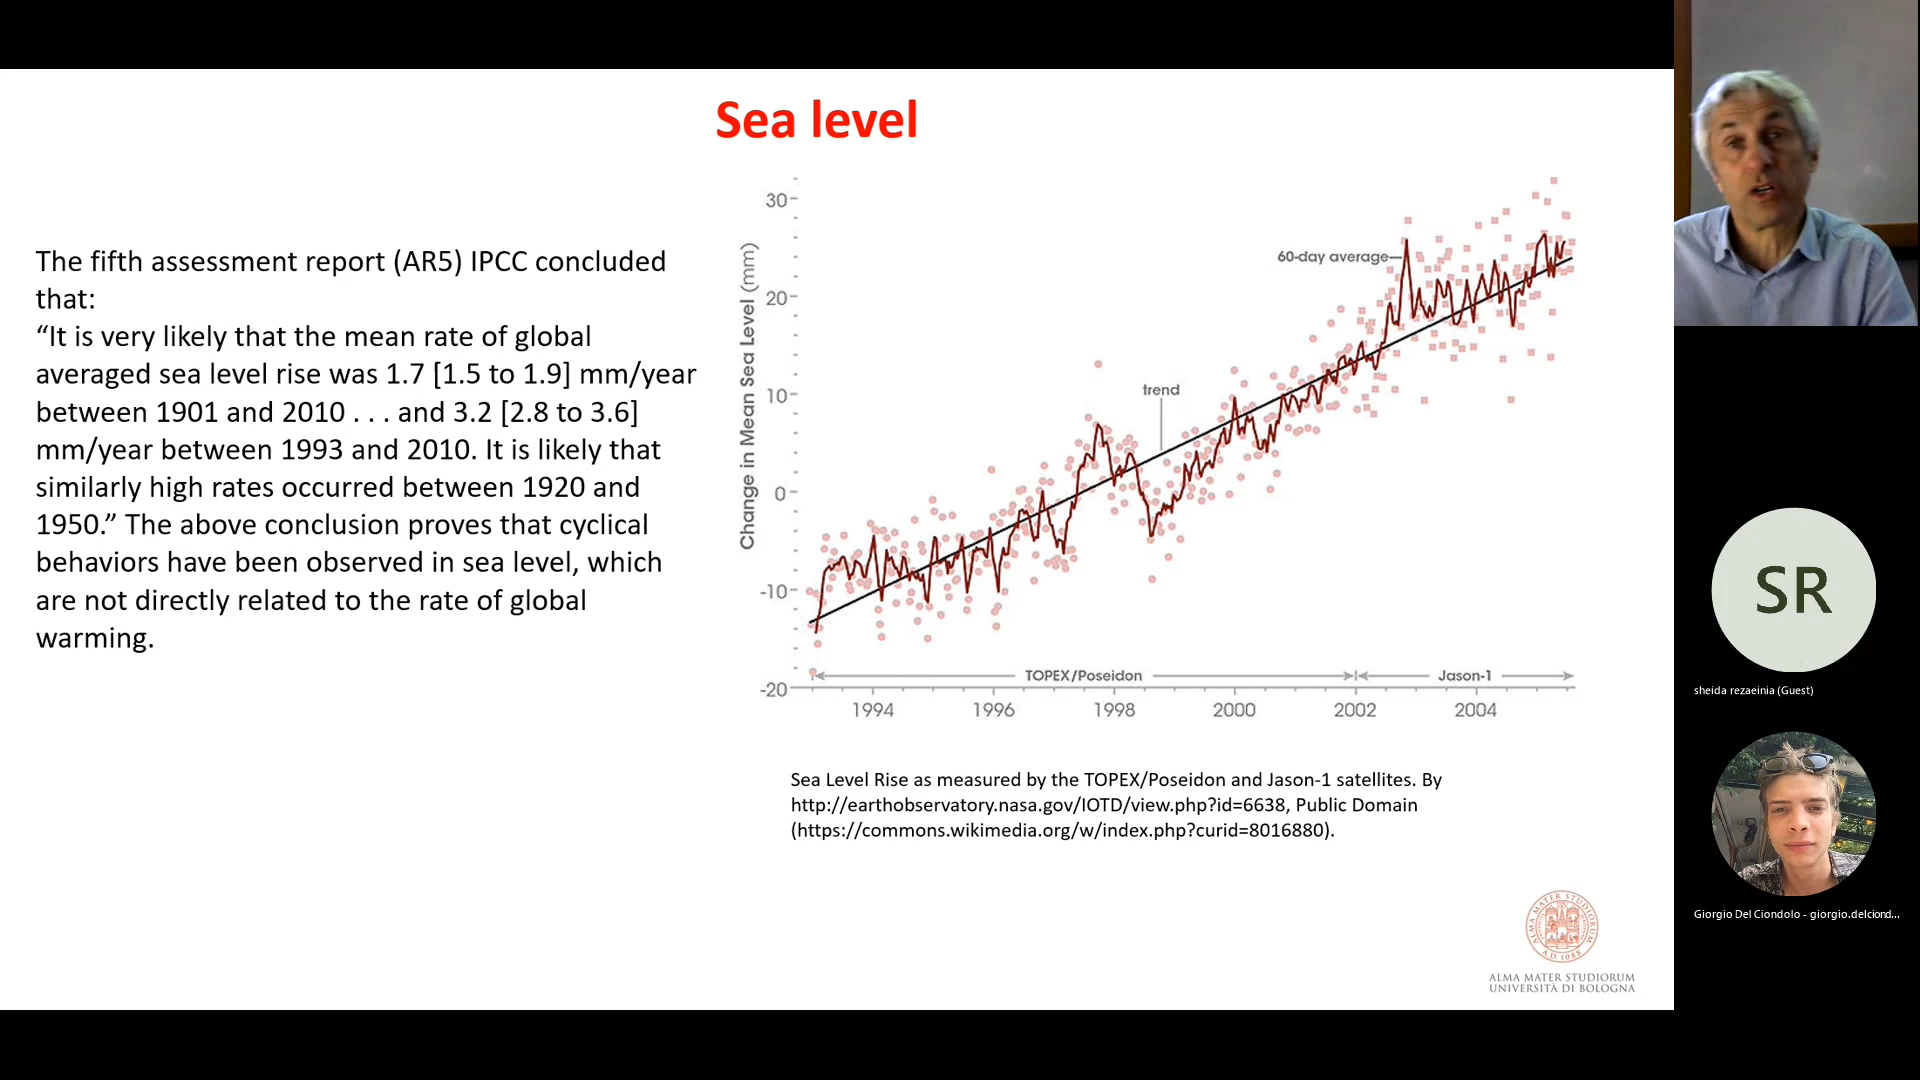 Sea level
The fifth assessment report (AR5) IPCC concluded
that:
“It is very likely that the mean rate of global
averaged sea level rise was 1.7 [1.5 to 1.9] mm/year
between 1901 and 2010 . . . and 3.2 [2.8 to 3.6]
mm/year between 1993 and 2010. It is likely that
similarly high rates occurred between 1920 and
1950.” The above conclusion proves that cyclical
behaviors have been observed in sea level, which
are not directly related to the rate of global
warming.
Change in Mean Sea Level (mm)
30
20
10
0
-10
-20
60-day average
trend
TOPEX/Poseidon
Jason-1
1994
1996
1998
2000
2002
2004
Sea Level Rise as measured by the TOPEX/Poseidon and Jason-1 satellites. By
http://earthobservatory.nasa.gov/IOTD/view.php?id=6638, Public Domain
(https://commons.wikimedia.org/w/index.php?curid=8016880).
ALMA MATER STUDIORUM
A.D. 1088
ALMA MATER STUDIORUM
UNIVERSITÀ DI BOLOGNA
SR
sheida rezaeinia (Guest)
Giorgio Del Ciondolo - giorgio.delciond...